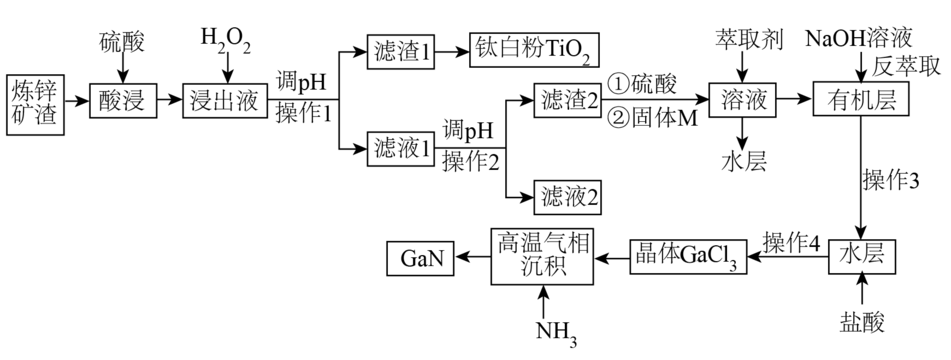 硫酸
H₂O₂
炼锌
矿渣
酸浸
浸出液
调pH
操作1
滤渣1
钛白粉TiO₂
滤液1
调pH
操作2
滤渣2
滤液2
①硫酸
②固体M
萃取剂
溶液
水层
NaOH溶液
反萃取
有机层
操作3
水层
盐酸
操作4
晶体GaCl₃
高温气相
沉积
NH₃
GaN